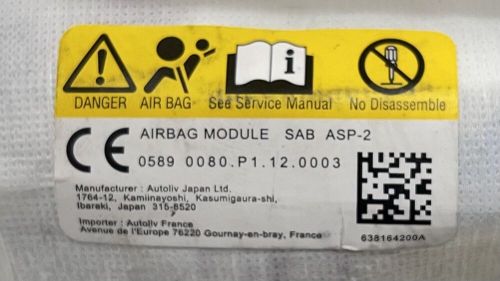 DANGER AIR BAG See Service Manual No Disassemble
AIRBAG MODULE SAB ASP-2
CE 0589 0080.P1.12.0003
Manufacturer : Autoliv Japan Ltd.
1764-12, Kamiinayoshi, Kasumigaura-shi,
Ibaraki, Japan 315-8520
Importer : Autoliv France
Avenue de l'Europe 76220 Gournay-en-bray, France
638164200A